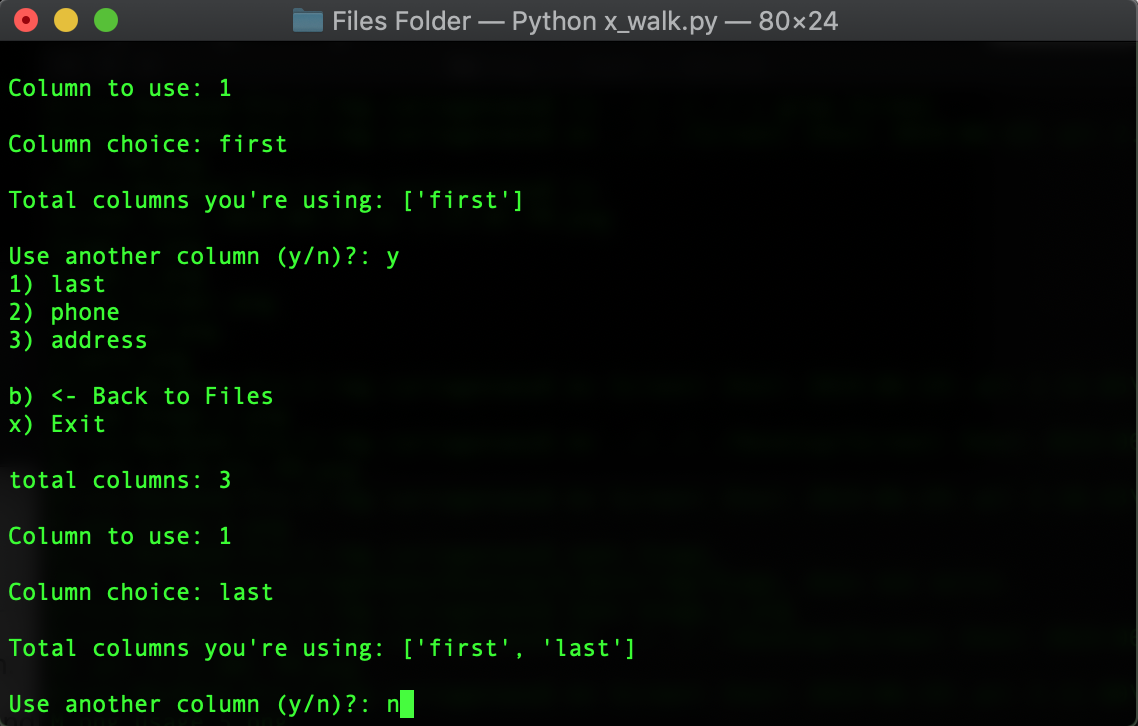 Files Folder — Python x_walk.py — 80×24
Column to use: 1
Column choice: first
Total columns you're using: ['first']
Use another column (y/n)?: y
1) last
2) phone
3) address
b) <- Back to Files
x) Exit
total columns: 3
Column to use: 1
Column choice: last
Total columns you're using: ['first', 'last']
Use another column (y/n)?: n